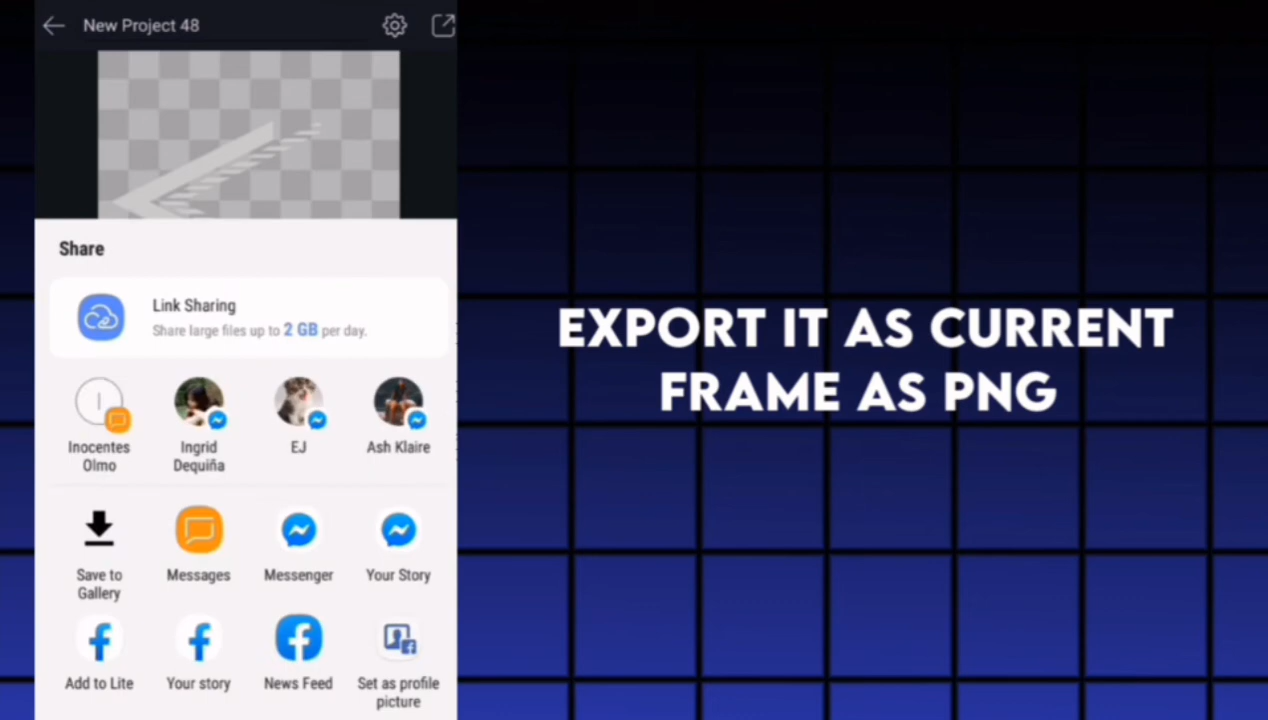 New Project 48
Share
Link Sharing
Share large files up to 2 GB per day.
Inocentes
Olmo
Ingrid
Dequiña
EJ
Ash Klaire
Save to
Gallery
Messages
Messenger
Your Story
Add to Lite
Your story
News Feed
Set as profile
picture
EXPORT IT AS CURRENT
FRAME AS PNG